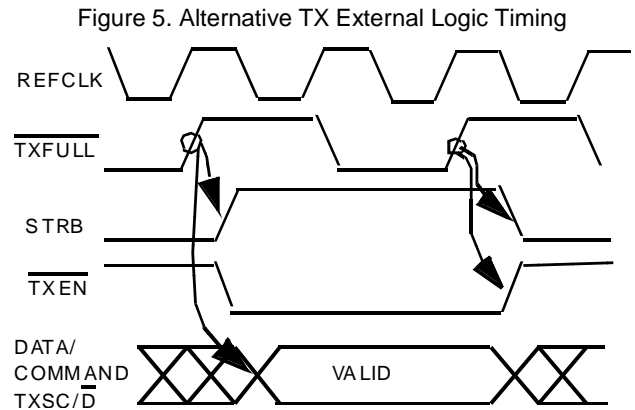 Figure 5. Alternative TX External Logic Timing
REFCLK
TXFULL
STRB
TXEN
DATA/
COMMAND
VALID
TXSC/D